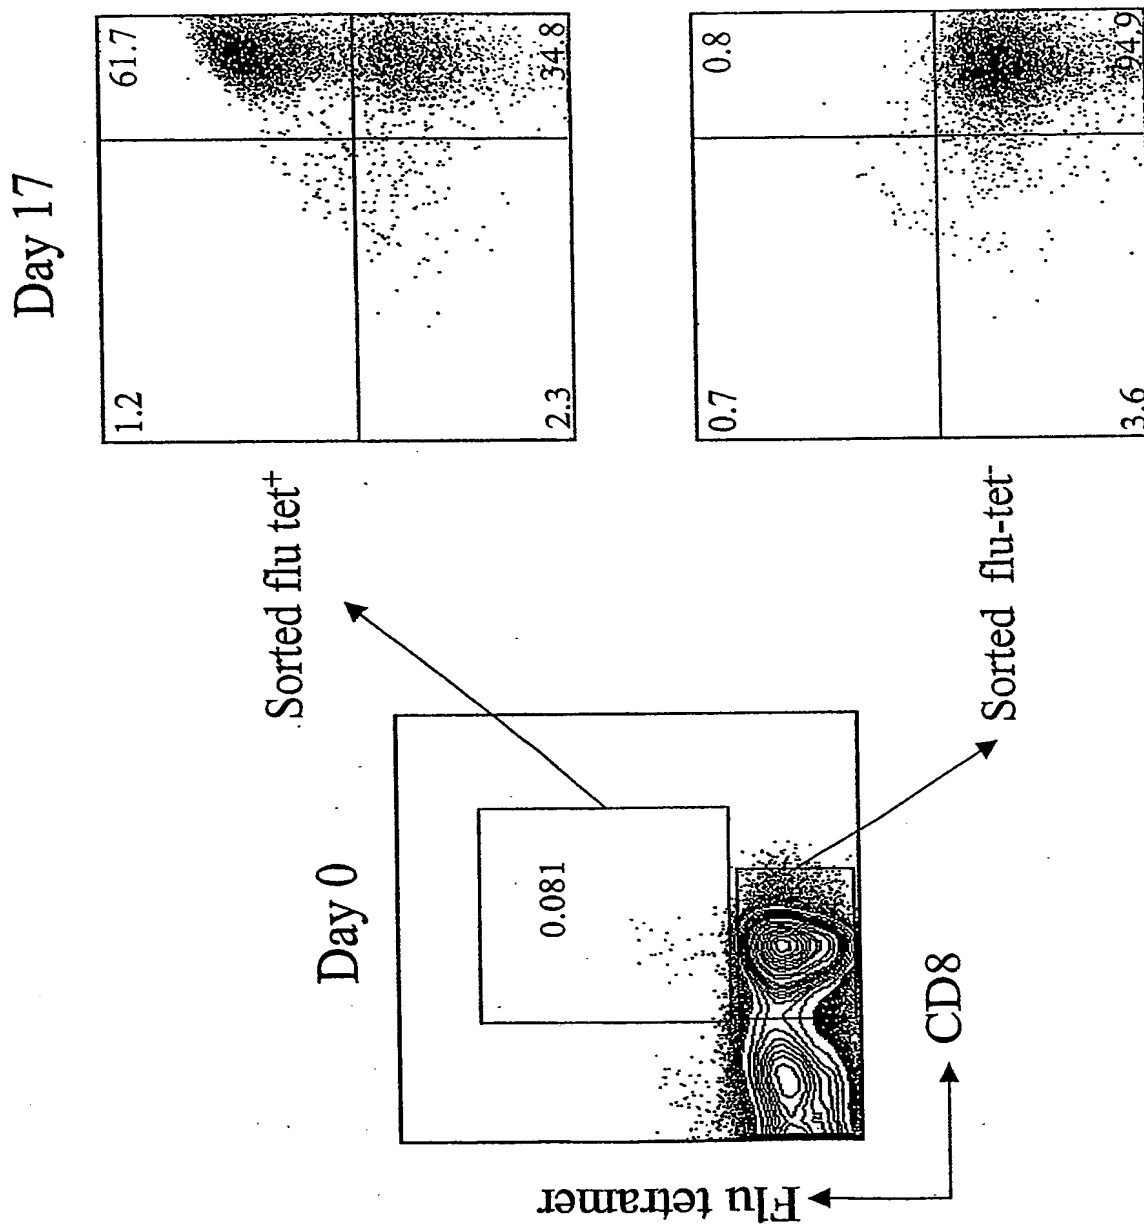 Day 17
61.7
1.2
34.8
2.3
Sorted flu tet⁺
0.8
0.7
94.9
3.6
Sorted flu-tet⁻
Day 0
0.081
CD8
Flu tetramer